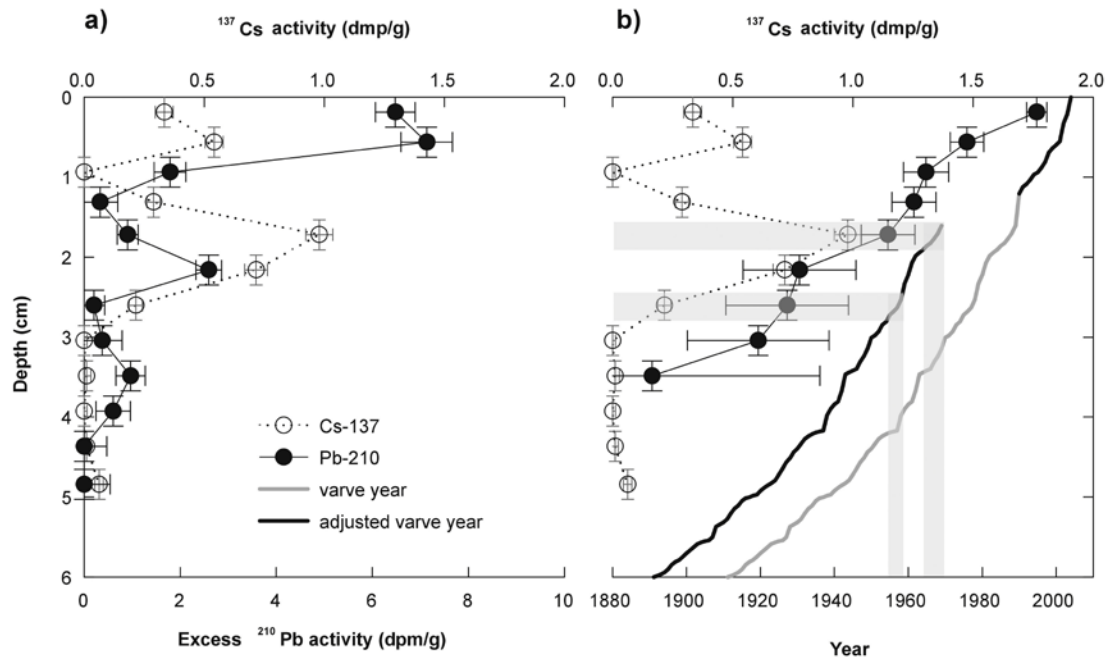 a)
137Cs activity (dmp/g)
0.0 0.5 1.0 1.5 2.0
0
1
2
3
4
5
6
Depth (cm)
Cs-137
Pb-210
varve year
adjusted varve year
0 2 4 6 8 10
Excess 210Pb activity (dpm/g)
b)
137Cs activity (dmp/g)
0.0 0.5 1.0 1.5 2.0
1880 1900 1920 1940 1960 1980 2000
Year